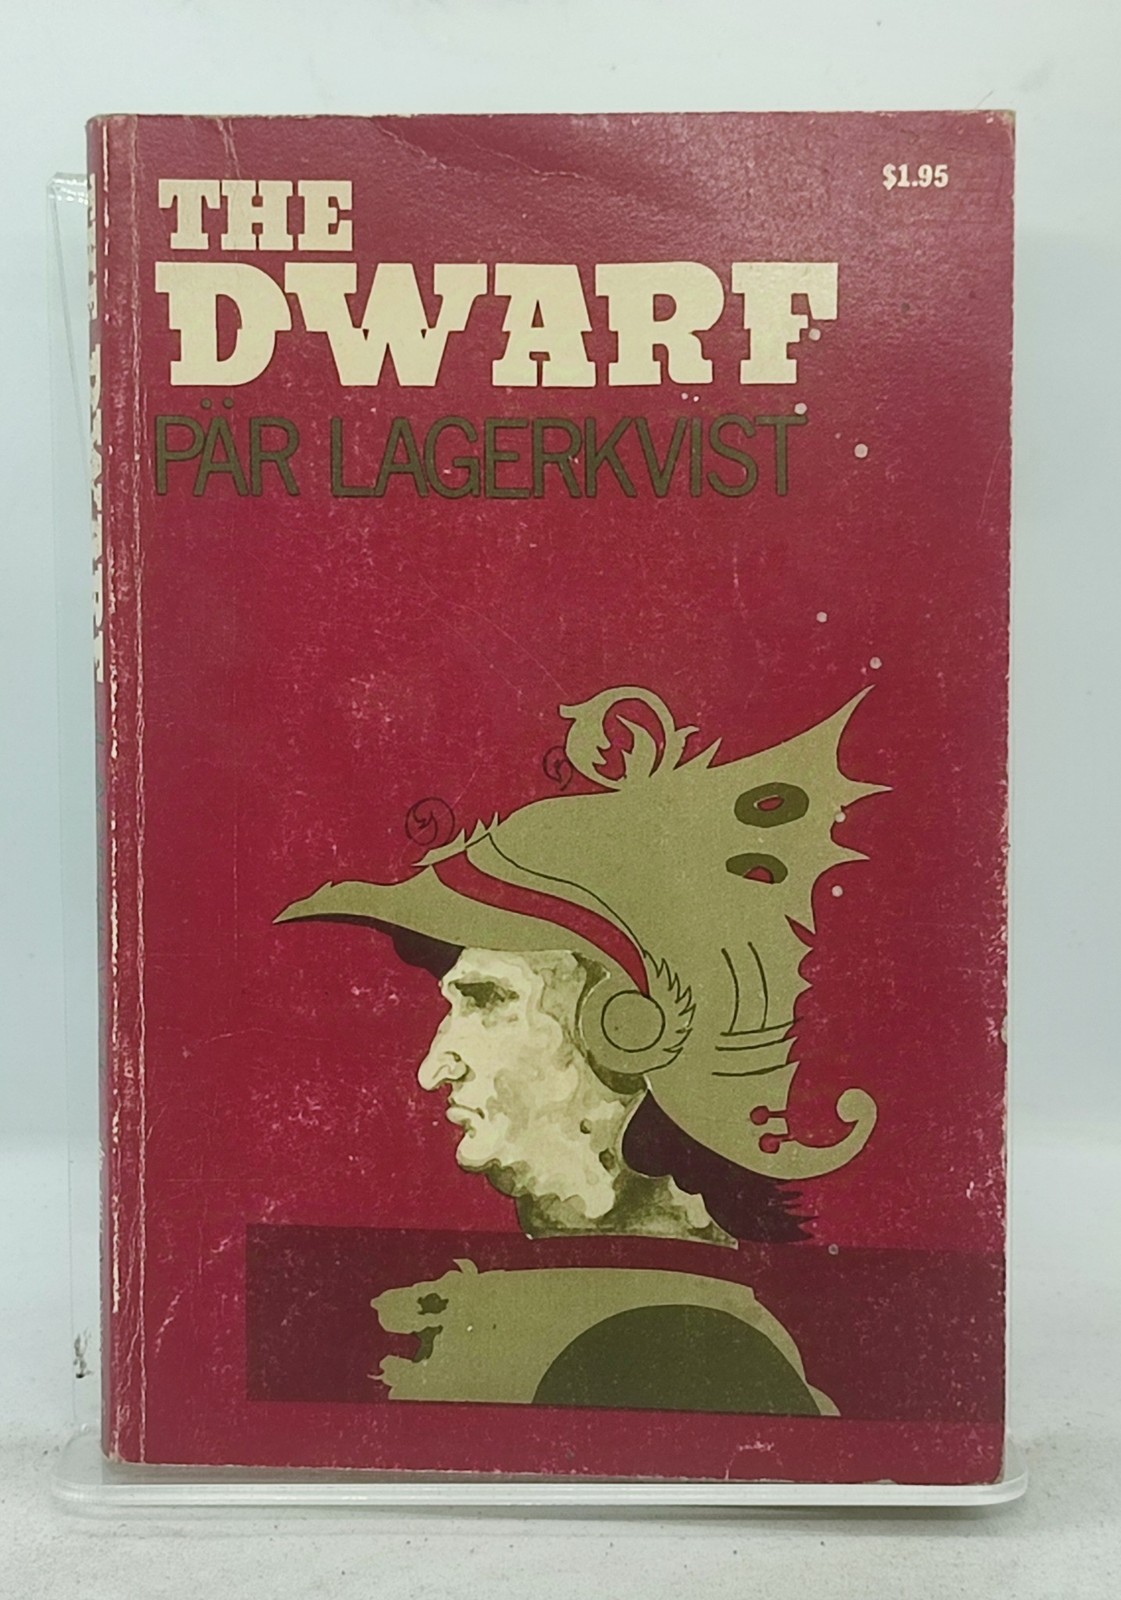 $1.95
THE
DWARF
PÄR LAGERKVIST